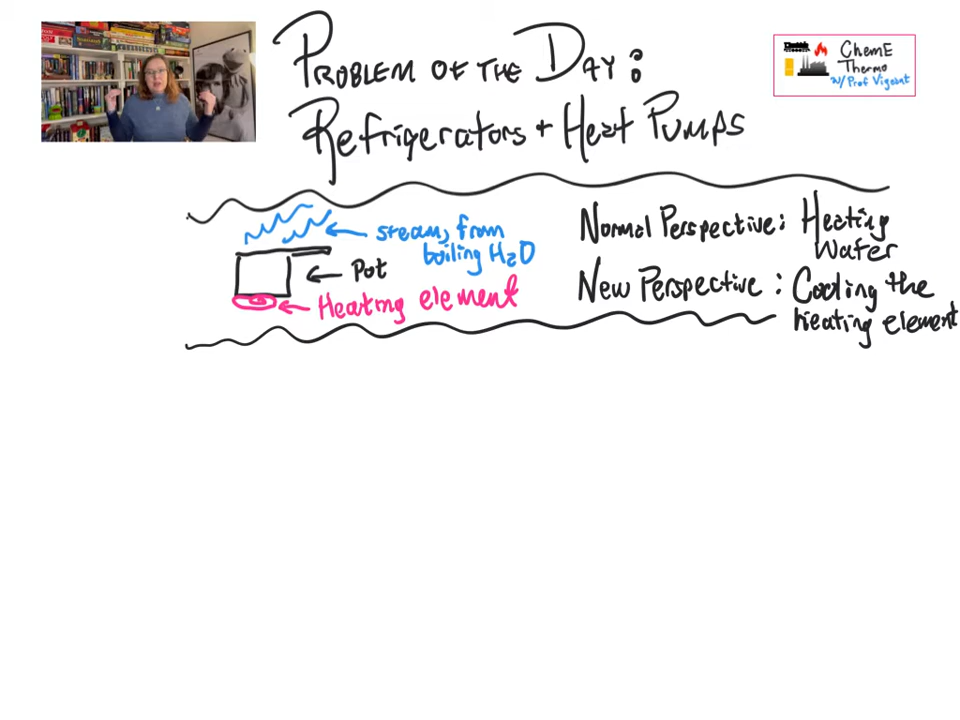 PROBLEM OF THE DAY:
Refrigerators + Heat Pumps
ChemE
Thermo
w/ Prof Vigeant
steam, from
boiling H2O
Pot
Heating element
Normal Perspective: Heating
Water
New Perspective: Cooling the
heating element